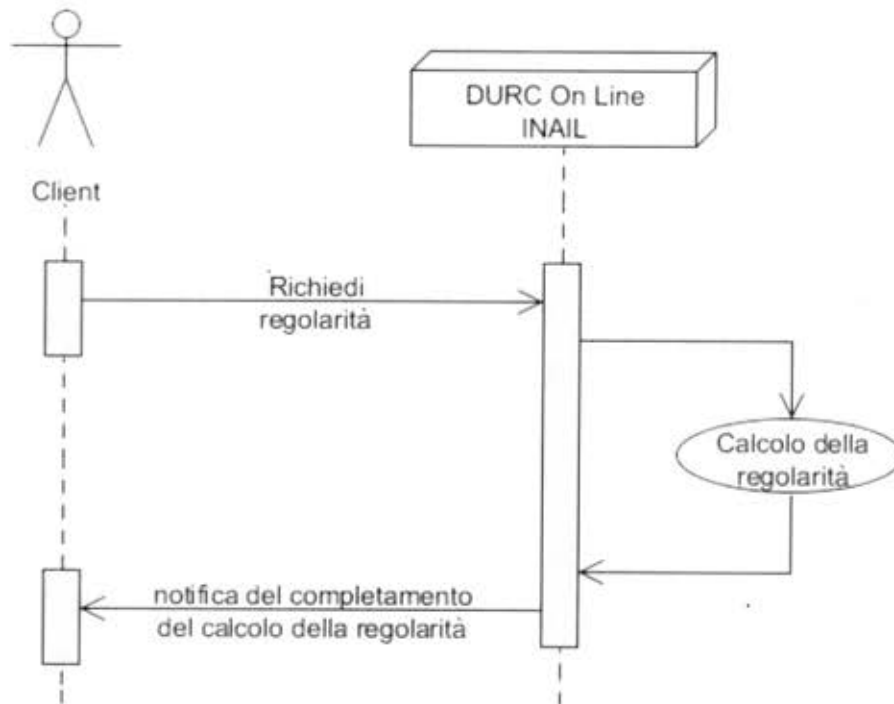 DURC On Line
INAIL
Client
Richiedi
regolarità
Calcolo della
regolarità
notifica del completamento
del calcolo della regolarità